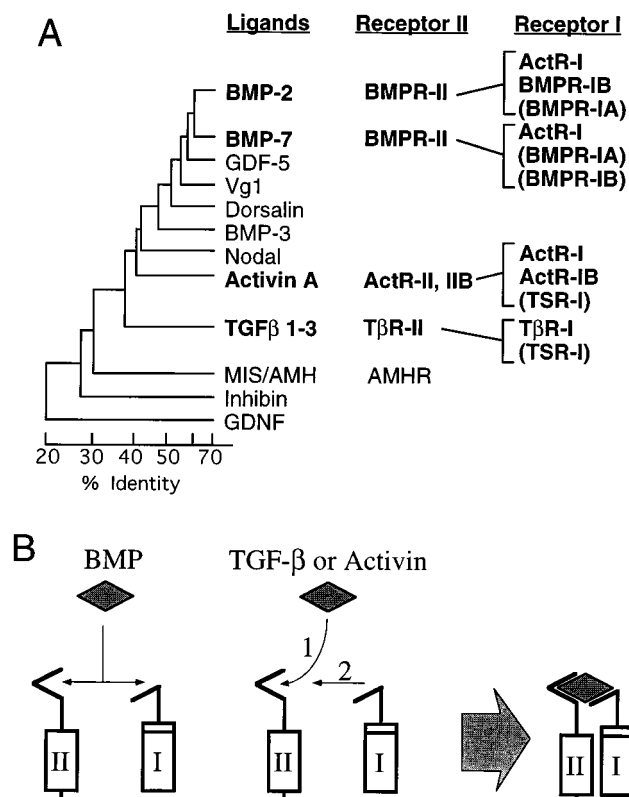 A
Ligands Receptor II Receptor I
ActR-I
BMP-2 BMPR-II BMPR-IB
(BMPR-IA)
ActR-I
BMP-7 BMPR-II (BMPR-IA)
GDF-5 (BMPR-IB)
Vg1
Dorsalin
BMP-3
Nodal ActR-I
Activin A ActR-II, IIB ActR-IB
(TSR-I)
TGFβ 1-3 TβR-II TβR-I
(TSR-I)
MIS/AMH AMHR
Inhibin
GDNF
20 30 40 50 60 70
% Identity
B
BMP TGF-β or Activin
1
2
II I II I II I